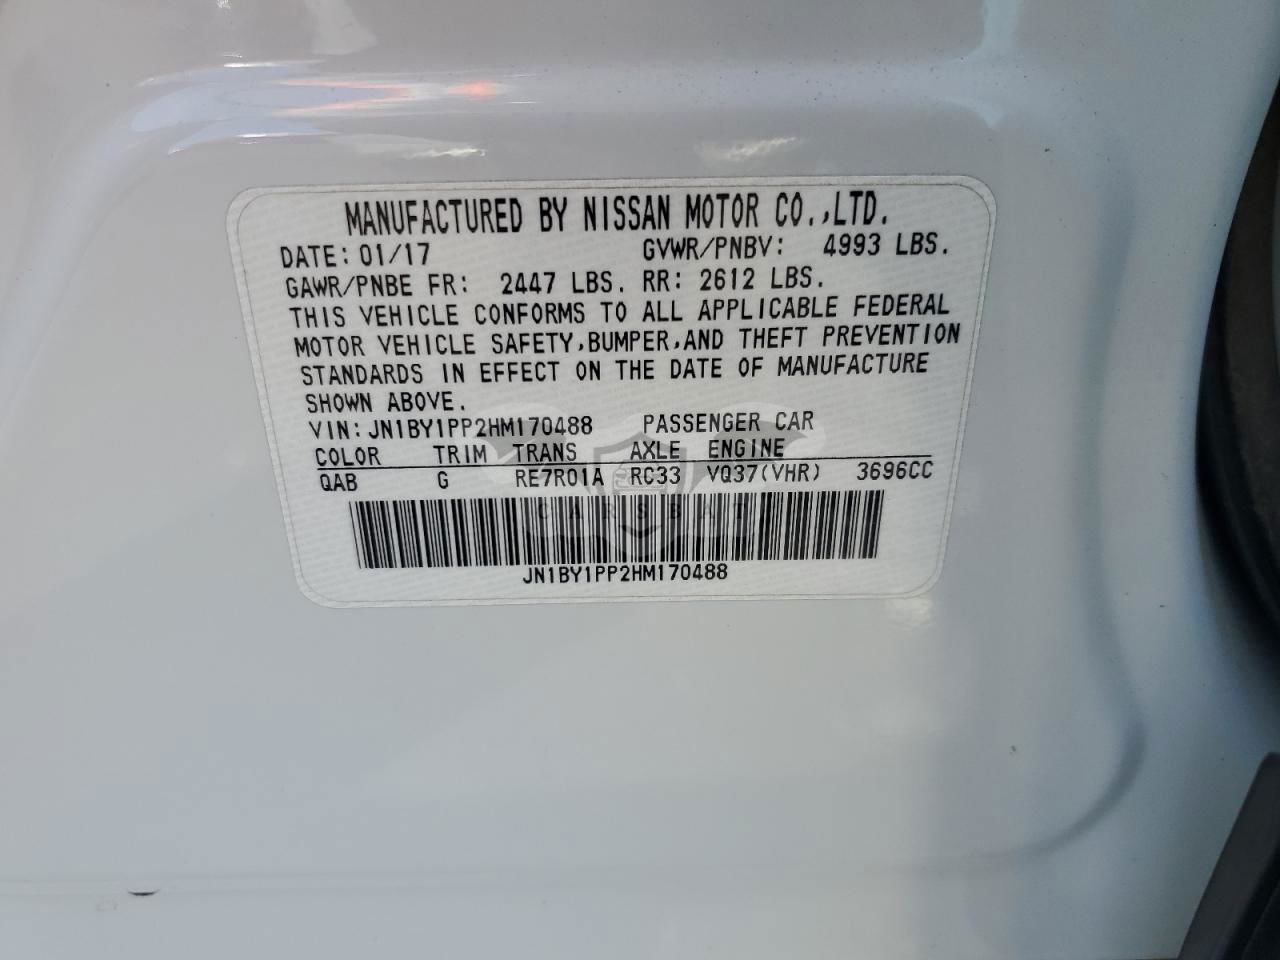 MANUFACTURED BY NISSAN MOTOR CO.,LTD.
DATE: 01/17 GVWR/PNBV: 4993 LBS.
GAWR/PNBE FR: 2447 LBS. RR: 2612 LBS.
THIS VEHICLE CONFORMS TO ALL APPLICABLE FEDERAL
MOTOR VEHICLE SAFETY,BUMPER,AND THEFT PREVENTION
STANDARDS IN EFFECT ON THE DATE OF MANUFACTURE
SHOWN ABOVE.
VIN: JN1BY1PP2HM170488 PASSENGER CAR
COLOR TRIM TRANS AXLE ENGINE
QAB G RE7R01A RC33 VQ37(VHR) 3696CC
CARSBAT
JN1BY1PP2HM170488